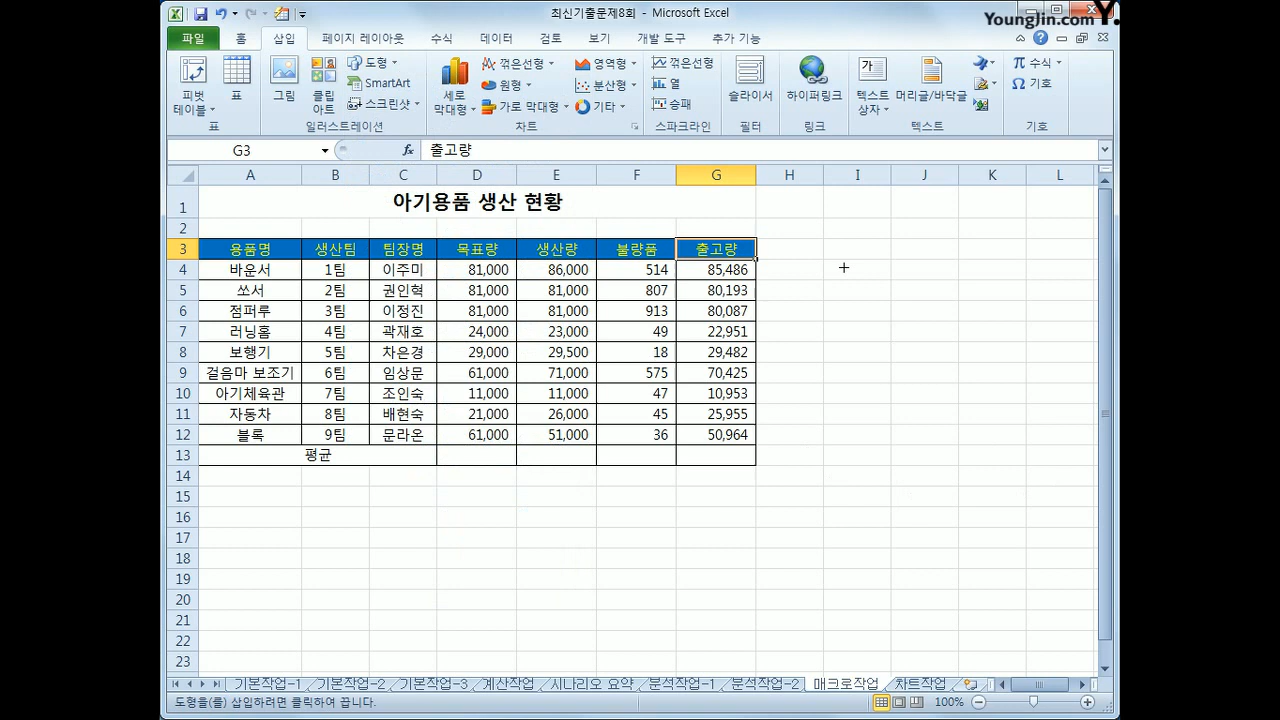 최신기출문제8회 - Microsoft Excel
YoungJin.com Y.
파일 홈 삽입 페이지 레이아웃 수식 데이터 검토 보기 개발 도구 추가 기능
피벗 테이블 표 그림 클립 아트 도형 SmartArt 스크린샷 세로 막대형 꺾은선형 원형 가로 막대형 영역형 분산형 기타 꺾은선형 열 승패 슬라이서 하이퍼링크 텍스트 상자 머리글/바닥글 수식 기호
표 일러스트레이션 차트 스파크라인 필터 링크 텍스트 기호
G3 fx 출고량
A B C D E F G H I J K L
1 아기용품 생산 현황
2
3 용품명 생산팀 팀장명 목표량 생산량 불량품 출고량
4 바운서 1팀 이주미 81,000 86,000 514 85,486
5 쏘서 2팀 권인혁 81,000 81,000 807 80,193
6 점퍼루 3팀 이정진 81,000 81,000 913 80,087
7 러닝홈 4팀 곽재호 24,000 23,000 49 22,951
8 보행기 5팀 차은경 29,000 29,500 18 29,482
9 걸음마 보조기 6팀 임상문 61,000 71,000 575 70,425
10 아기체육관 7팀 조인숙 11,000 11,000 47 10,953
11 자동차 8팀 배현숙 21,000 26,000 45 25,955
12 블록 9팀 문라온 61,000 51,000 36 50,964
13 평균
14
15
16
17
18
19
20
21
22
23
기본작업-1 기본작업-2 기본작업-3 계산작업 시나리오 요약 분석작업-1 분석작업-2 매크로작업 차트작업
도형을(를) 삽입하려면 클릭하여 끕니다. 100%